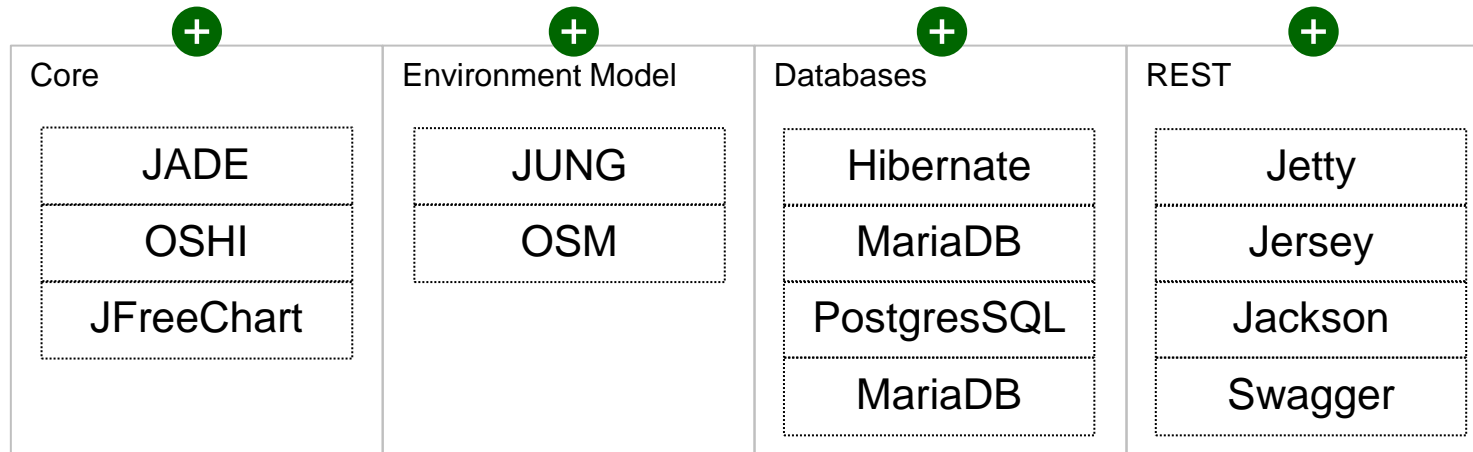 Core
JADE
OSHI
JFreeChart
Environment Model
JUNG
OSM
Databases
Hibernate
MariaDB
PostgresSQL
MariaDB
REST
Jetty
Jersey
Jackson
Swagger